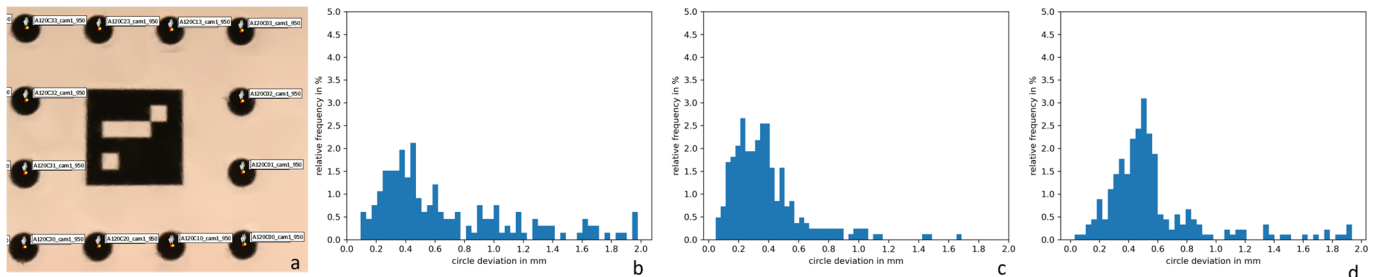 A120C33_cam1_950
A120C23_cam1_950
A120C13_cam1_950
A120C03_cam1_950
A120C32_cam1_950
A120C02_cam1_950
A120C31_cam1_950
A120C01_cam1_950
A120C30_cam1_950
A120C20_cam1_950
A120C10_cam1_950
A120C00_cam1_950
a
5.0
4.5
4.0
3.5
3.0
2.5
2.0
1.5
1.0
0.5
0.0
relative frequency in %
0.0 0.2 0.4 0.6 0.8 1.0 1.2 1.4 1.6 1.8 2.0
circle deviation in mm
b
5.0
4.5
4.0
3.5
3.0
2.5
2.0
1.5
1.0
0.5
0.0
relative frequency in %
0.0 0.2 0.4 0.6 0.8 1.0 1.2 1.4 1.6 1.8 2.0
circle deviation in mm
c
5.0
4.5
4.0
3.5
3.0
2.5
2.0
1.5
1.0
0.5
0.0
relative frequency in %
0.0 0.2 0.4 0.6 0.8 1.0 1.2 1.4 1.6 1.8 2.0
circle deviation in mm
d